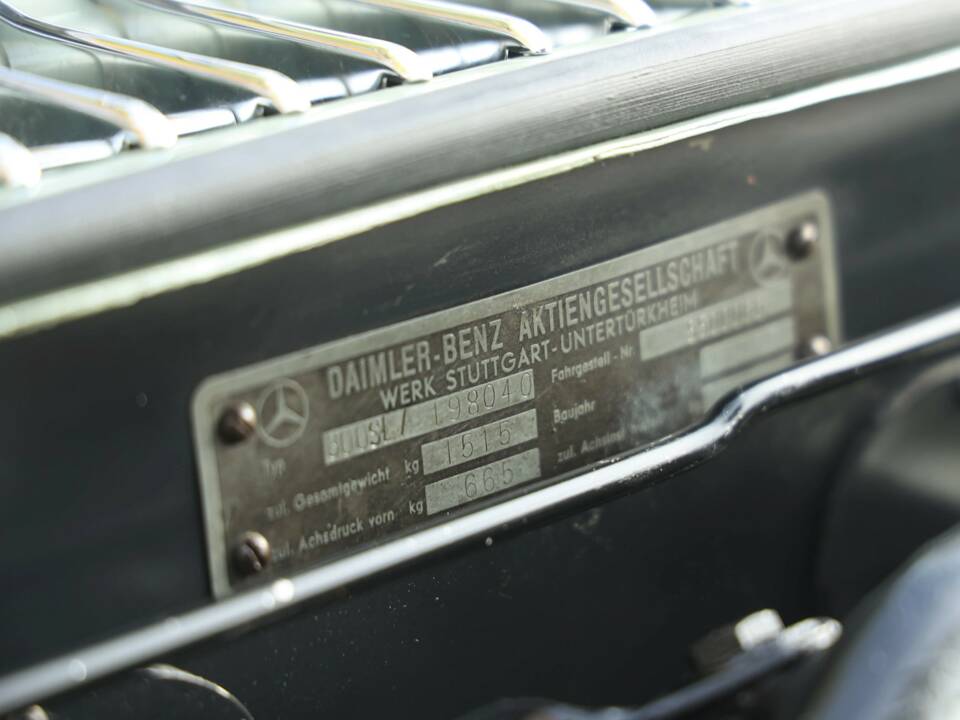 DAIMLER-BENZ AKTIENGESELLSCHAFT
WERK STUTTGART-UNTERTÜRKHEIM
Typ 300SL/ 198040 Fahrgestell-Nr.
zul. Gesamtgewicht kg 1515 Baujahr
zul. Achsdruck vorn kg 665 zul.